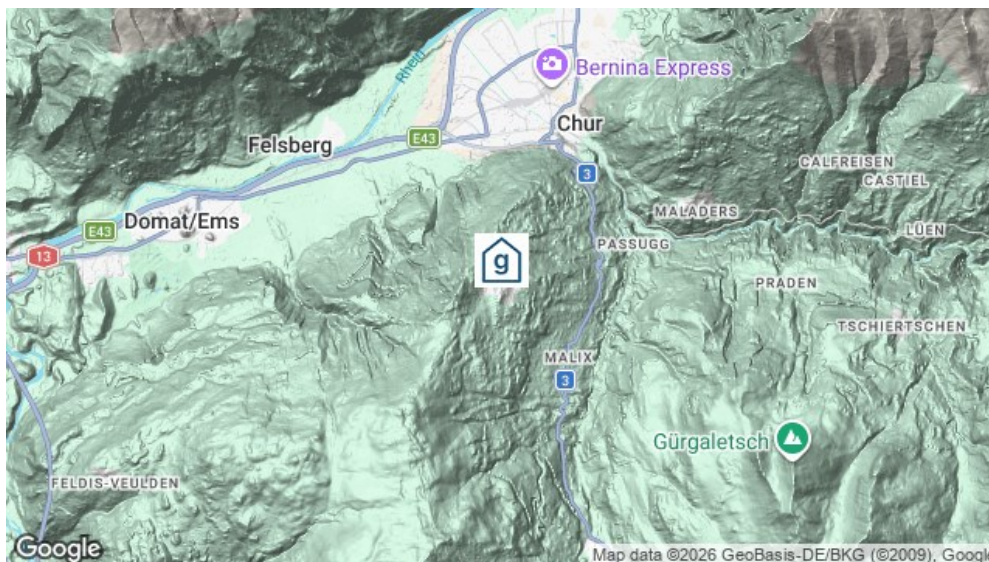 Rhein
Bernina Express
Chur
Felsberg
E43
3
CALFREISEN
CASTIEL
MALADERS
Domat/Ems
E43
LÜEN
PASSUGG
13
g
PRADEN
TSCHIERTSCHEN
MALIX
3
Gürgaletsch
FELDIS-VEULDEN
Google
Map data ©2026 GeoBasis-DE/BKG (©2009), Google